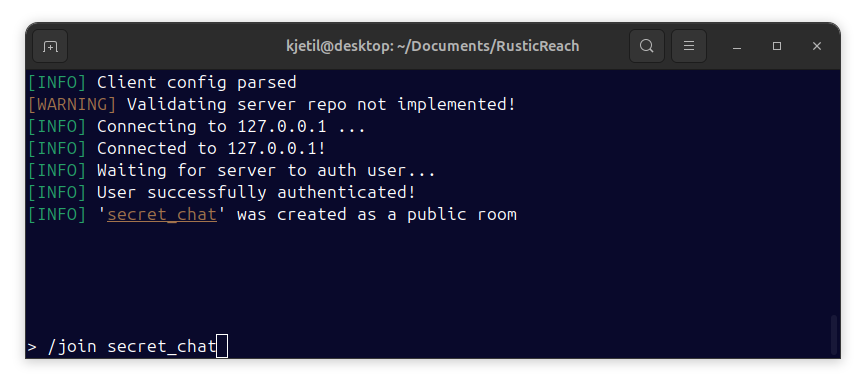 kjetil@desktop: ~/Documents/RusticReach
[INFO] Client config parsed
[WARNING] Validating server repo not implemented!
[INFO] Connecting to 127.0.0.1 ...
[INFO] Connected to 127.0.0.1!
[INFO] Waiting for server to auth user...
[INFO] User successfully authenticated!
[INFO] 'secret_chat' was created as a public room
> /join secret_chat